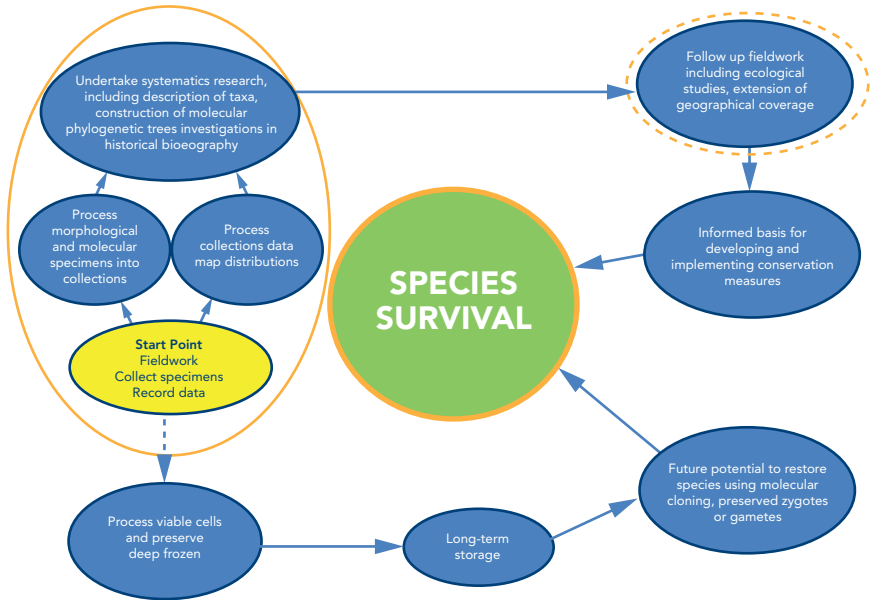 Undertake systematics research,
including description of taxa,
construction of molecular
phylogenetic trees investigations in
historical bioeography
Follow up fieldwork
including ecological
studies, extension of
geographical coverage
Process
morphological
and molecular
specimens into
collections
Process
collections data
map distributions
Informed basis for
developing and
implementing conservation
measures
SPECIES
SURVIVAL
Start Point
Fieldwork
Collect specimens
Record data
Process viable cells
and preserve
deep frozen
Long-term
storage
Future potential to restore
species using molecular
cloning, preserved zygotes
or gametes